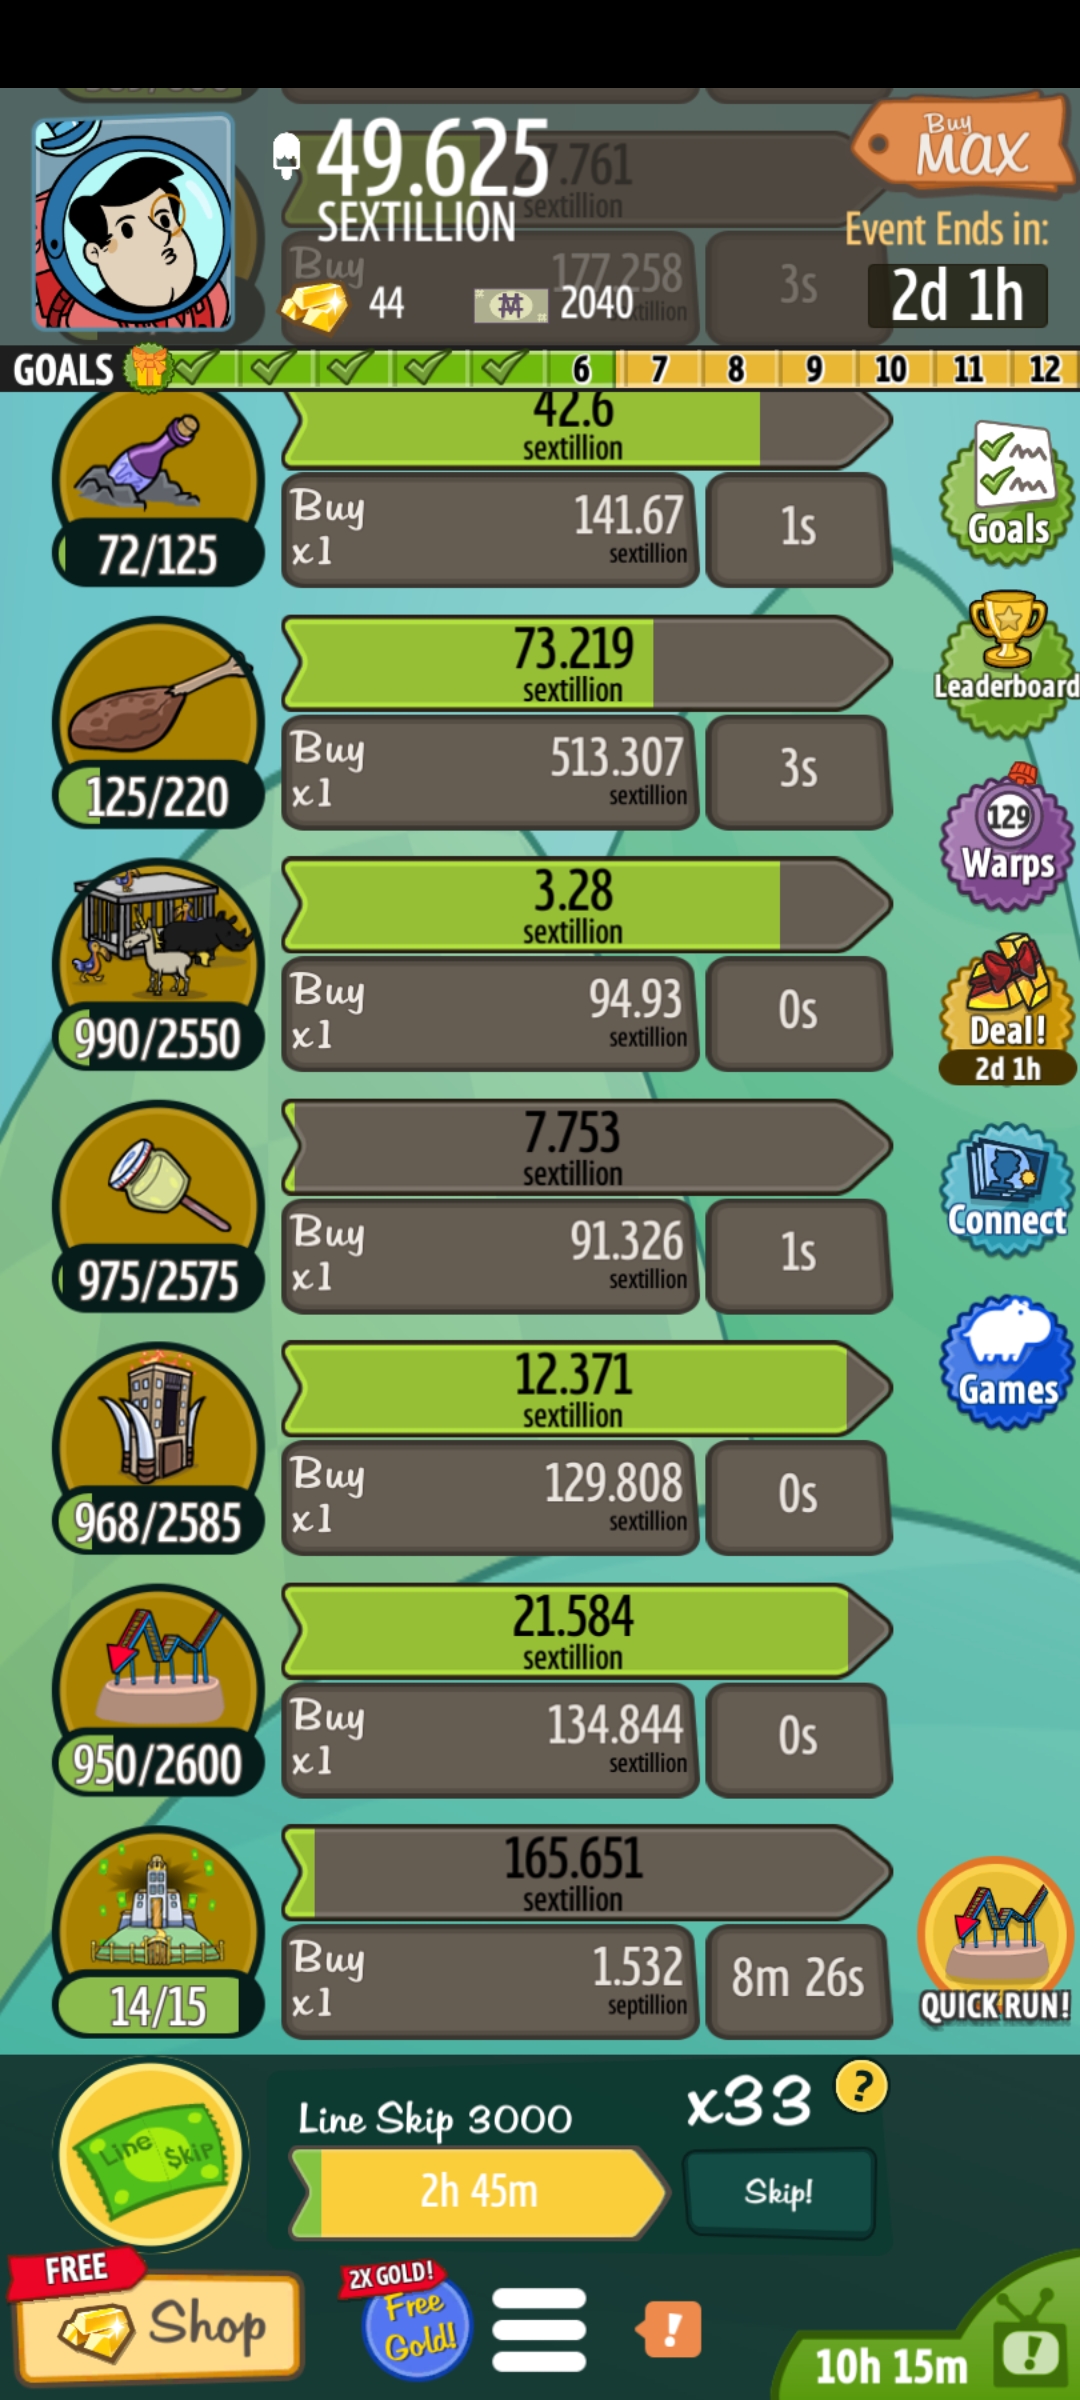 49.625
SEXTILLION
7.761
sextillion
Buy
MAX
Event Ends in:
2d 1h
Buy
177.258
3s
44
2040
GOALS
6
7
8
9
10
11
12
42.6
sextillion
72/125
Buy
x1
141.67
sextillion
1s
Goals
73.219
sextillion
125/220
Buy
x1
513.307
sextillion
3s
Leaderboard
3.28
sextillion
990/2550
Buy
x1
94.93
sextillion
0s
129
Warps
Deal!
2d 1h
7.753
sextillion
975/2575
Buy
x1
91.326
sextillion
1s
Connect
12.371
sextillion
968/2585
Buy
x1
129.808
sextillion
0s
Games
21.584
sextillion
950/2600
Buy
x1
134.844
sextillion
0s
165.651
sextillion
14/15
Buy
x1
1.532
septillion
8m 26s
QUICK RUN!
Line $kip
Line Skip 3000
2h 45m
x33
?
Skip!
FREE
Shop
2X GOLD!
Free
Gold!
!
10h 15m
!